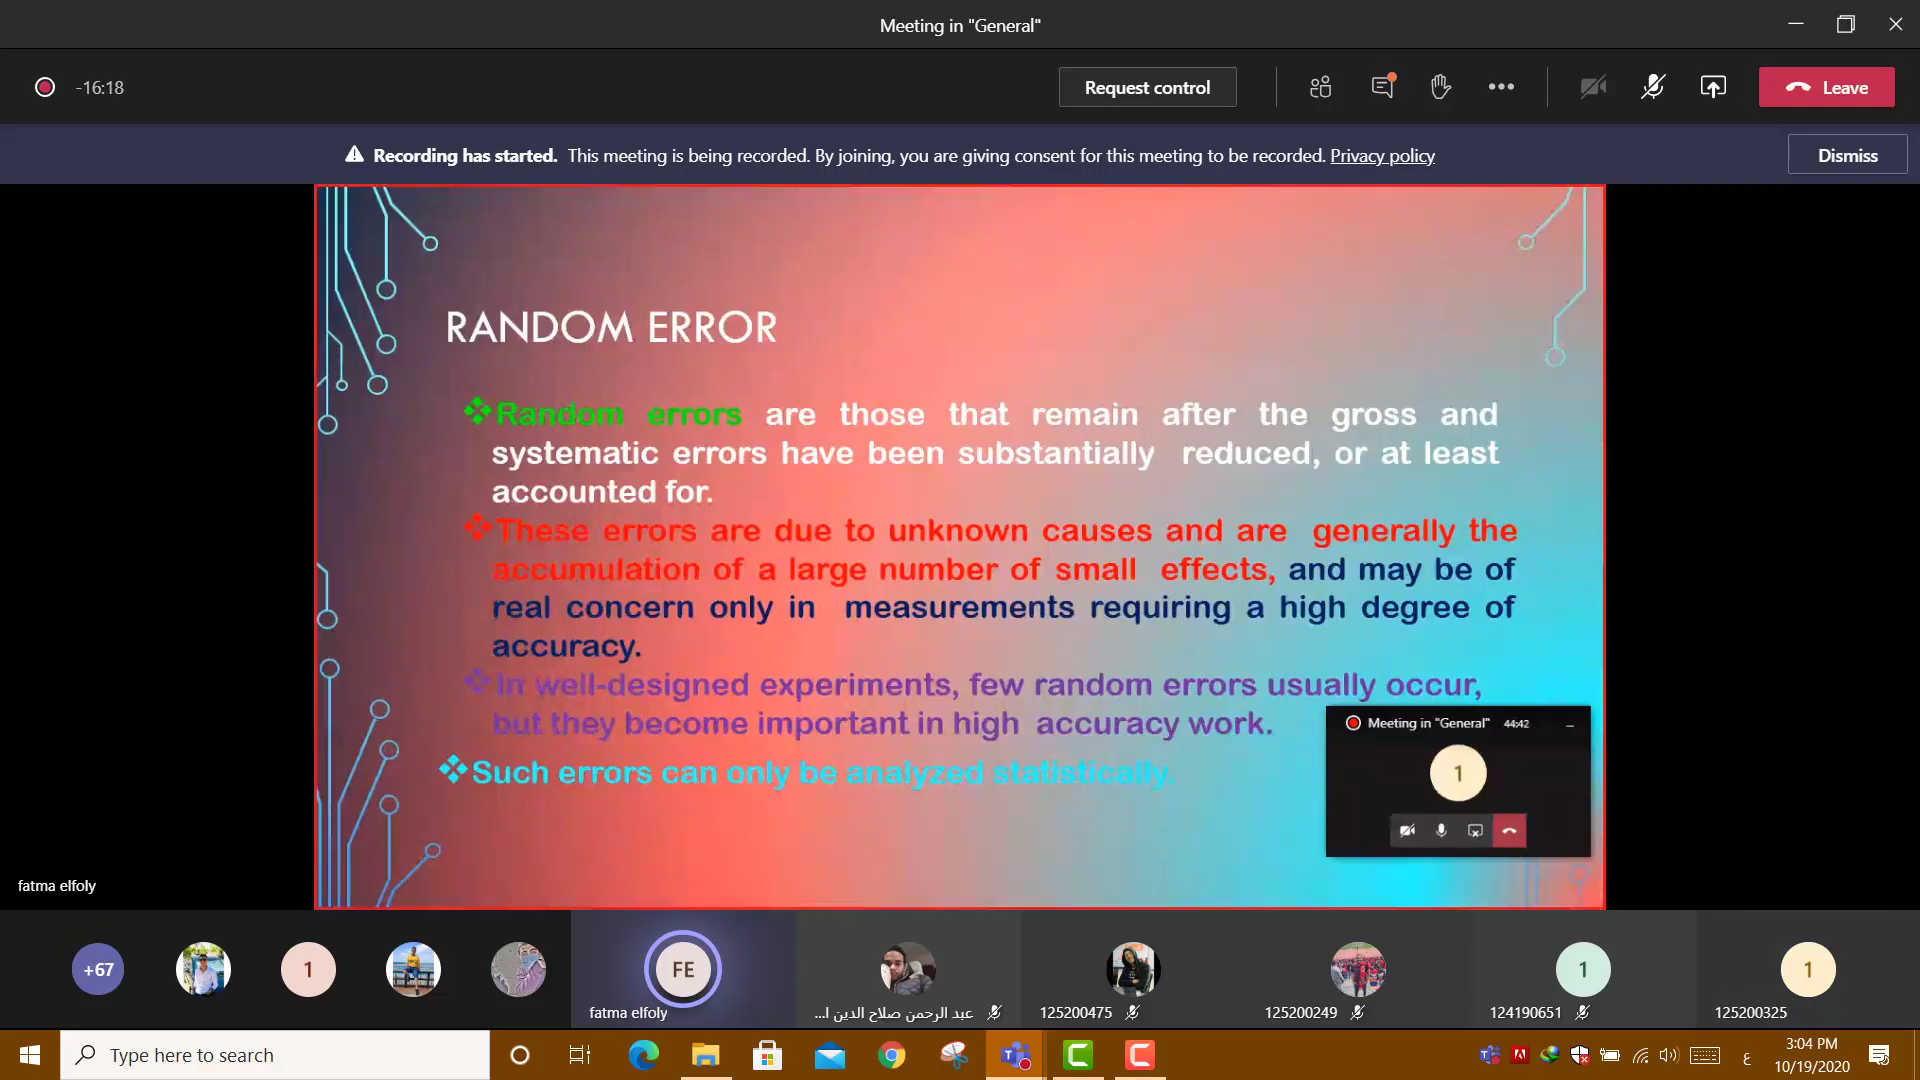 Meeting in "General"
-16:18
Request control
Leave
Recording has started. This meeting is being recorded. By joining, you are giving consent for this meeting to be recorded. Privacy policy
Dismiss
RANDOM ERROR
❖Random errors are those that remain after the gross and
systematic errors have been substantially reduced, or at least
accounted for.
❖These errors are due to unknown causes and are generally the
accumulation of a large number of small effects, and may be of
real concern only in measurements requiring a high degree of
accuracy.
❖In well-designed experiments, few random errors usually occur,
but they become important in high accuracy work.
❖Such errors can only be analyzed statistically.
Meeting in "General" 44:42
1
fatma elfoly
+67
1
FE
1
1
fatma elfoly
عبد الرحمن صلاح الدين ا...
125200475
125200249
124190651
125200325
Type here to search
ع
3:04 PM
10/19/2020